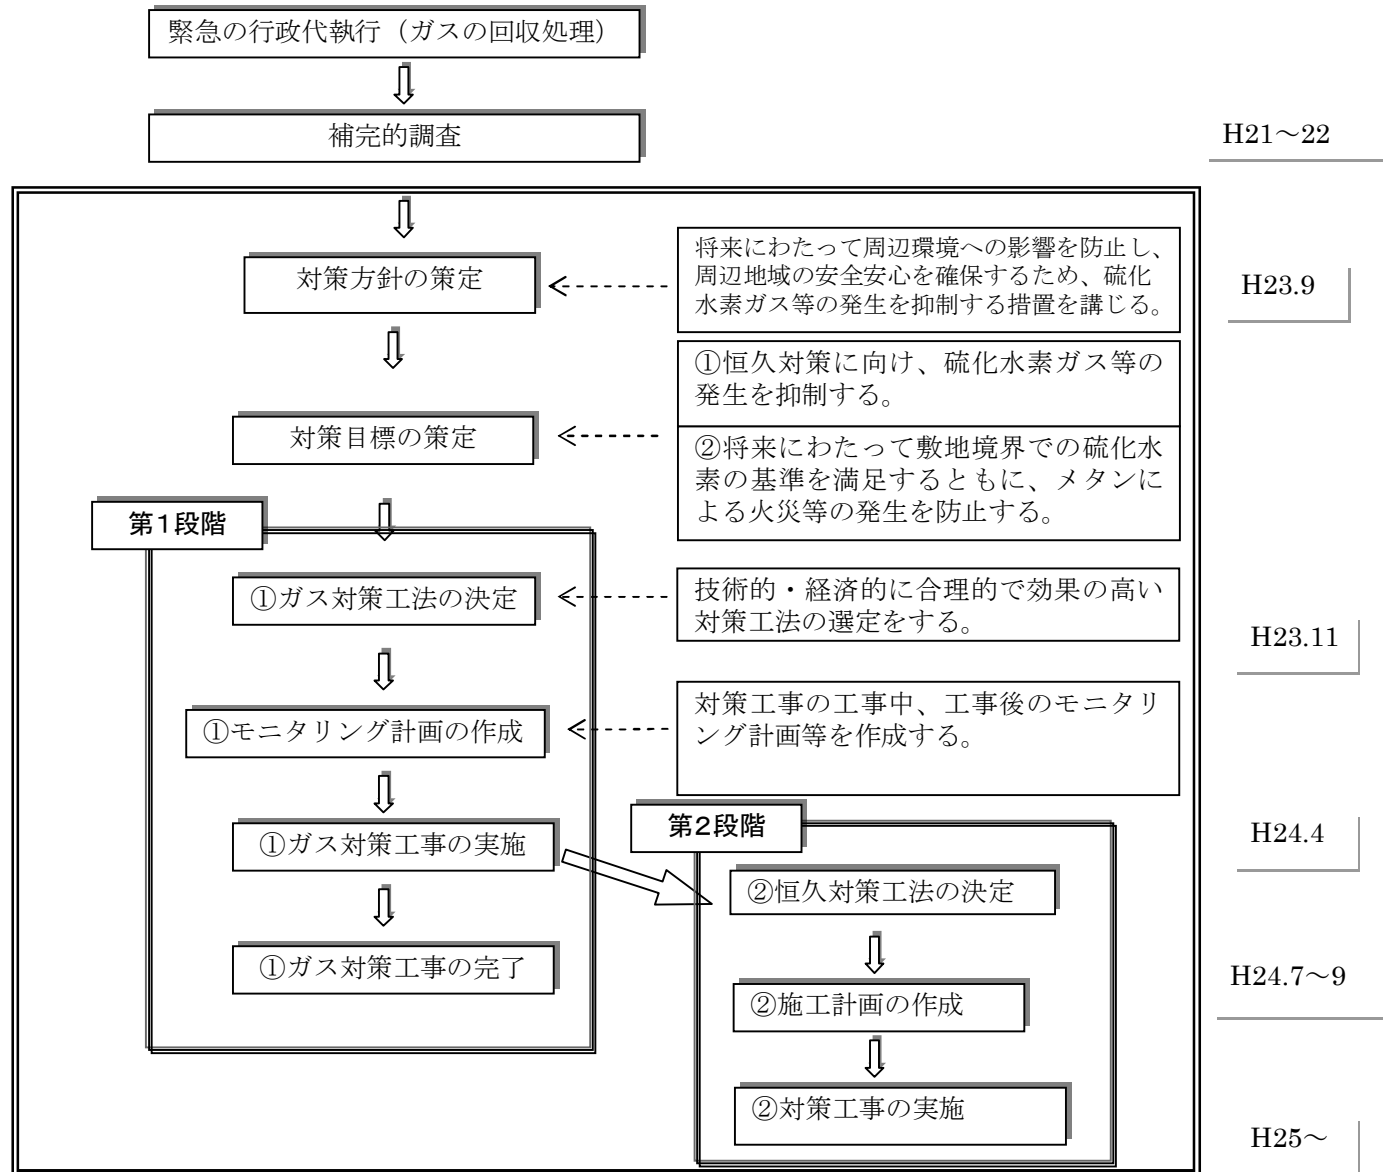 緊急の行政代執行（ガスの回収処理）
補完的調査
H21～22
対策方針の策定
将来にわたって周辺環境への影響を防止し、
周辺地域の安全安心を確保するため、硫化
水素ガス等の発生を抑制する措置を講じる。
H23.9
対策目標の策定
①恒久対策に向け、硫化水素ガス等の
発生を抑制する。
②将来にわたって敷地境界での硫化水
素の基準を満足するともに、メタンに
よる火災等の発生を防止する。
第1段階
①ガス対策工法の決定
技術的・経済的に合理的で効果の高い
対策工法の選定をする。
H23.11
①モニタリング計画の作成
対策工事の工事中、工事後のモニタリ
ング計画等を作成する。
①ガス対策工事の実施
第2段階
H24.4
②恒久対策工法の決定
①ガス対策工事の完了
H24.7～9
②施工計画の作成
②対策工事の実施
H25～